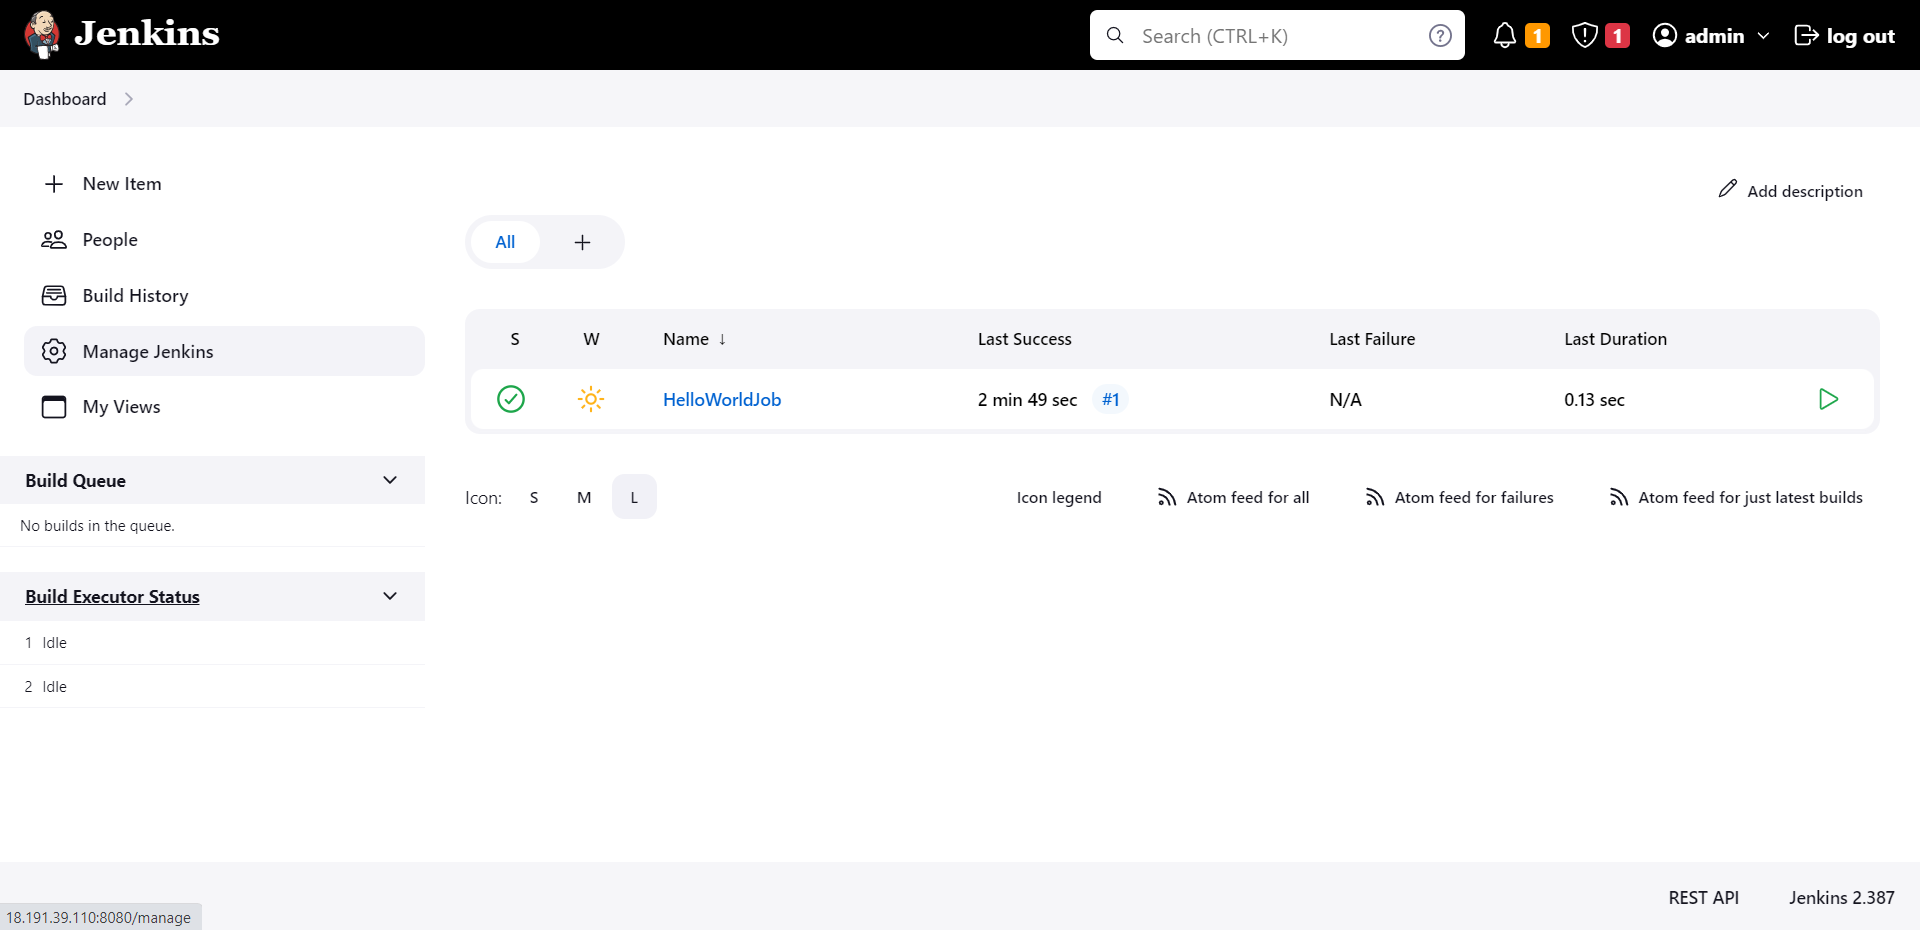 Jenkins
Search (CTRL+K)
1
1
admin
log out
Dashboard
New Item
People
Build History
Manage Jenkins
My Views
Build Queue
No builds in the queue.
Build Executor Status
1 Idle
2 Idle
Add description
All
S W Name ↓ Last Success Last Failure Last Duration
HelloWorldJob 2 min 49 sec #1 N/A 0.13 sec
Icon: S M L
Icon legend
Atom feed for all
Atom feed for failures
Atom feed for just latest builds
REST API
Jenkins 2.387
18.191.39.110:8080/manage